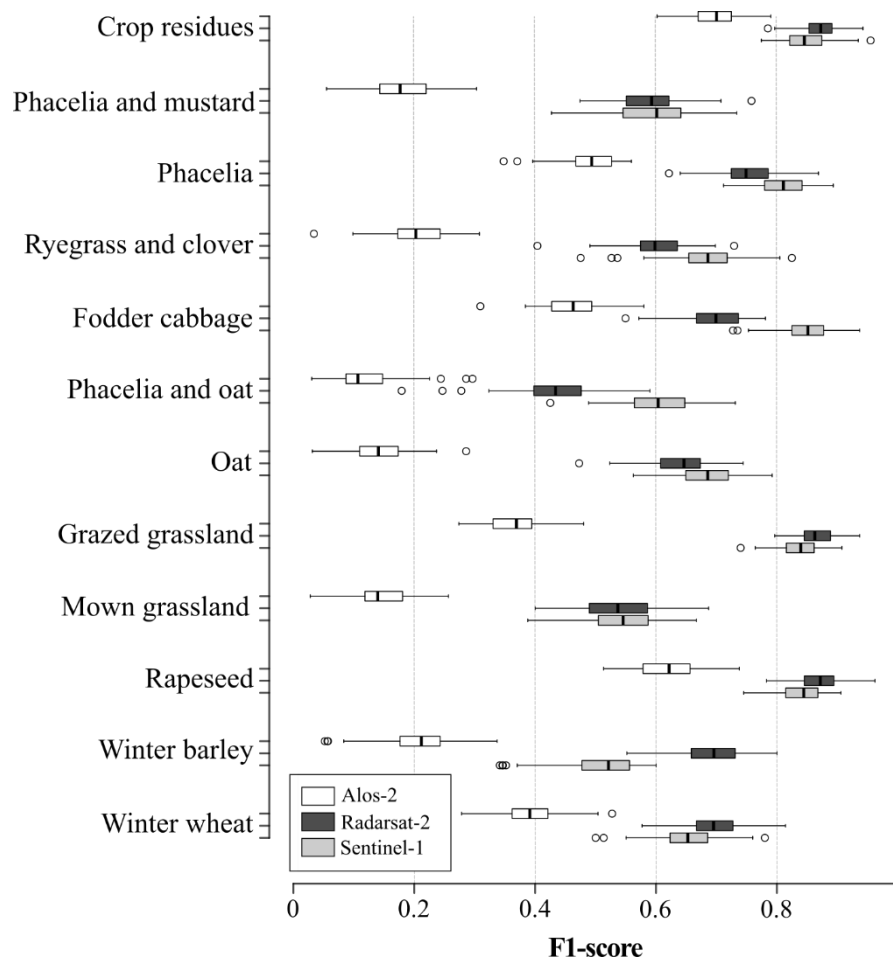 Crop residues
Phacelia and mustard
Phacelia
Ryegrass and clover
Fodder cabbage
Phacelia and oat
Oat
Grazed grassland
Mown grassland
Rapeseed
Winter barley
Winter wheat
Alos-2
Radarsat-2
Sentinel-1
0 0.2 0.4 0.6 0.8
F1-score